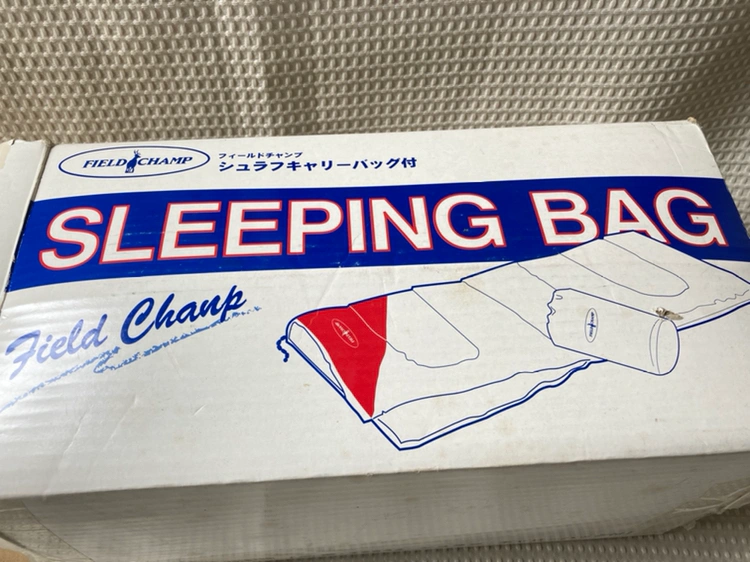 FIELD CHAMP
フィールドチャンプ
シュラフキャリーバッグ付
SLEEPING BAG
Field Chanp